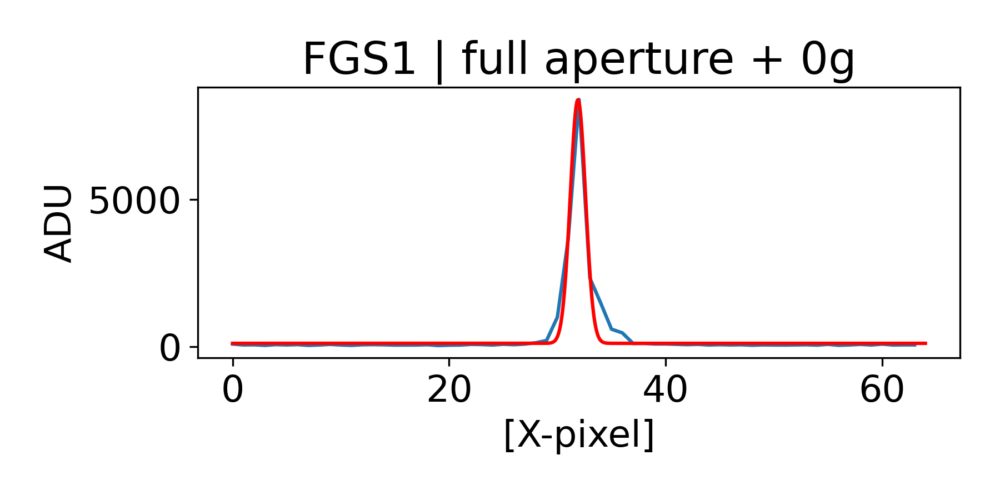 FGS1 | full aperture + 0g
ADU
5000
0
0 20 40 60
[X-pixel]